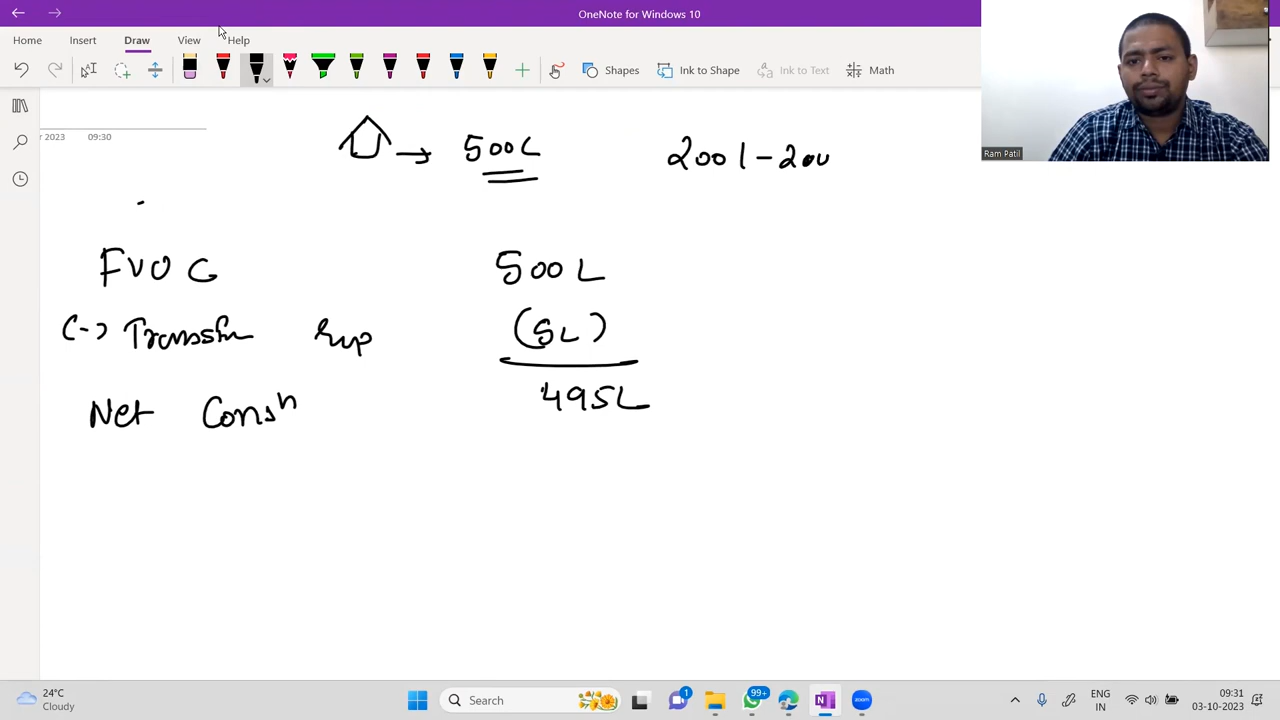 OneNote for Windows 10
Home Insert Draw View Help
Shapes Ink to Shape Ink to Text Math
Ram Patil
r 2023 09:30
500L 2001-200
FVOC 500L
(-) Transfer Exp (5L)
495L
Net Consⁿ
24°C
Cloudy
Search
1
99+
ENG
IN
09:31
03-10-2023